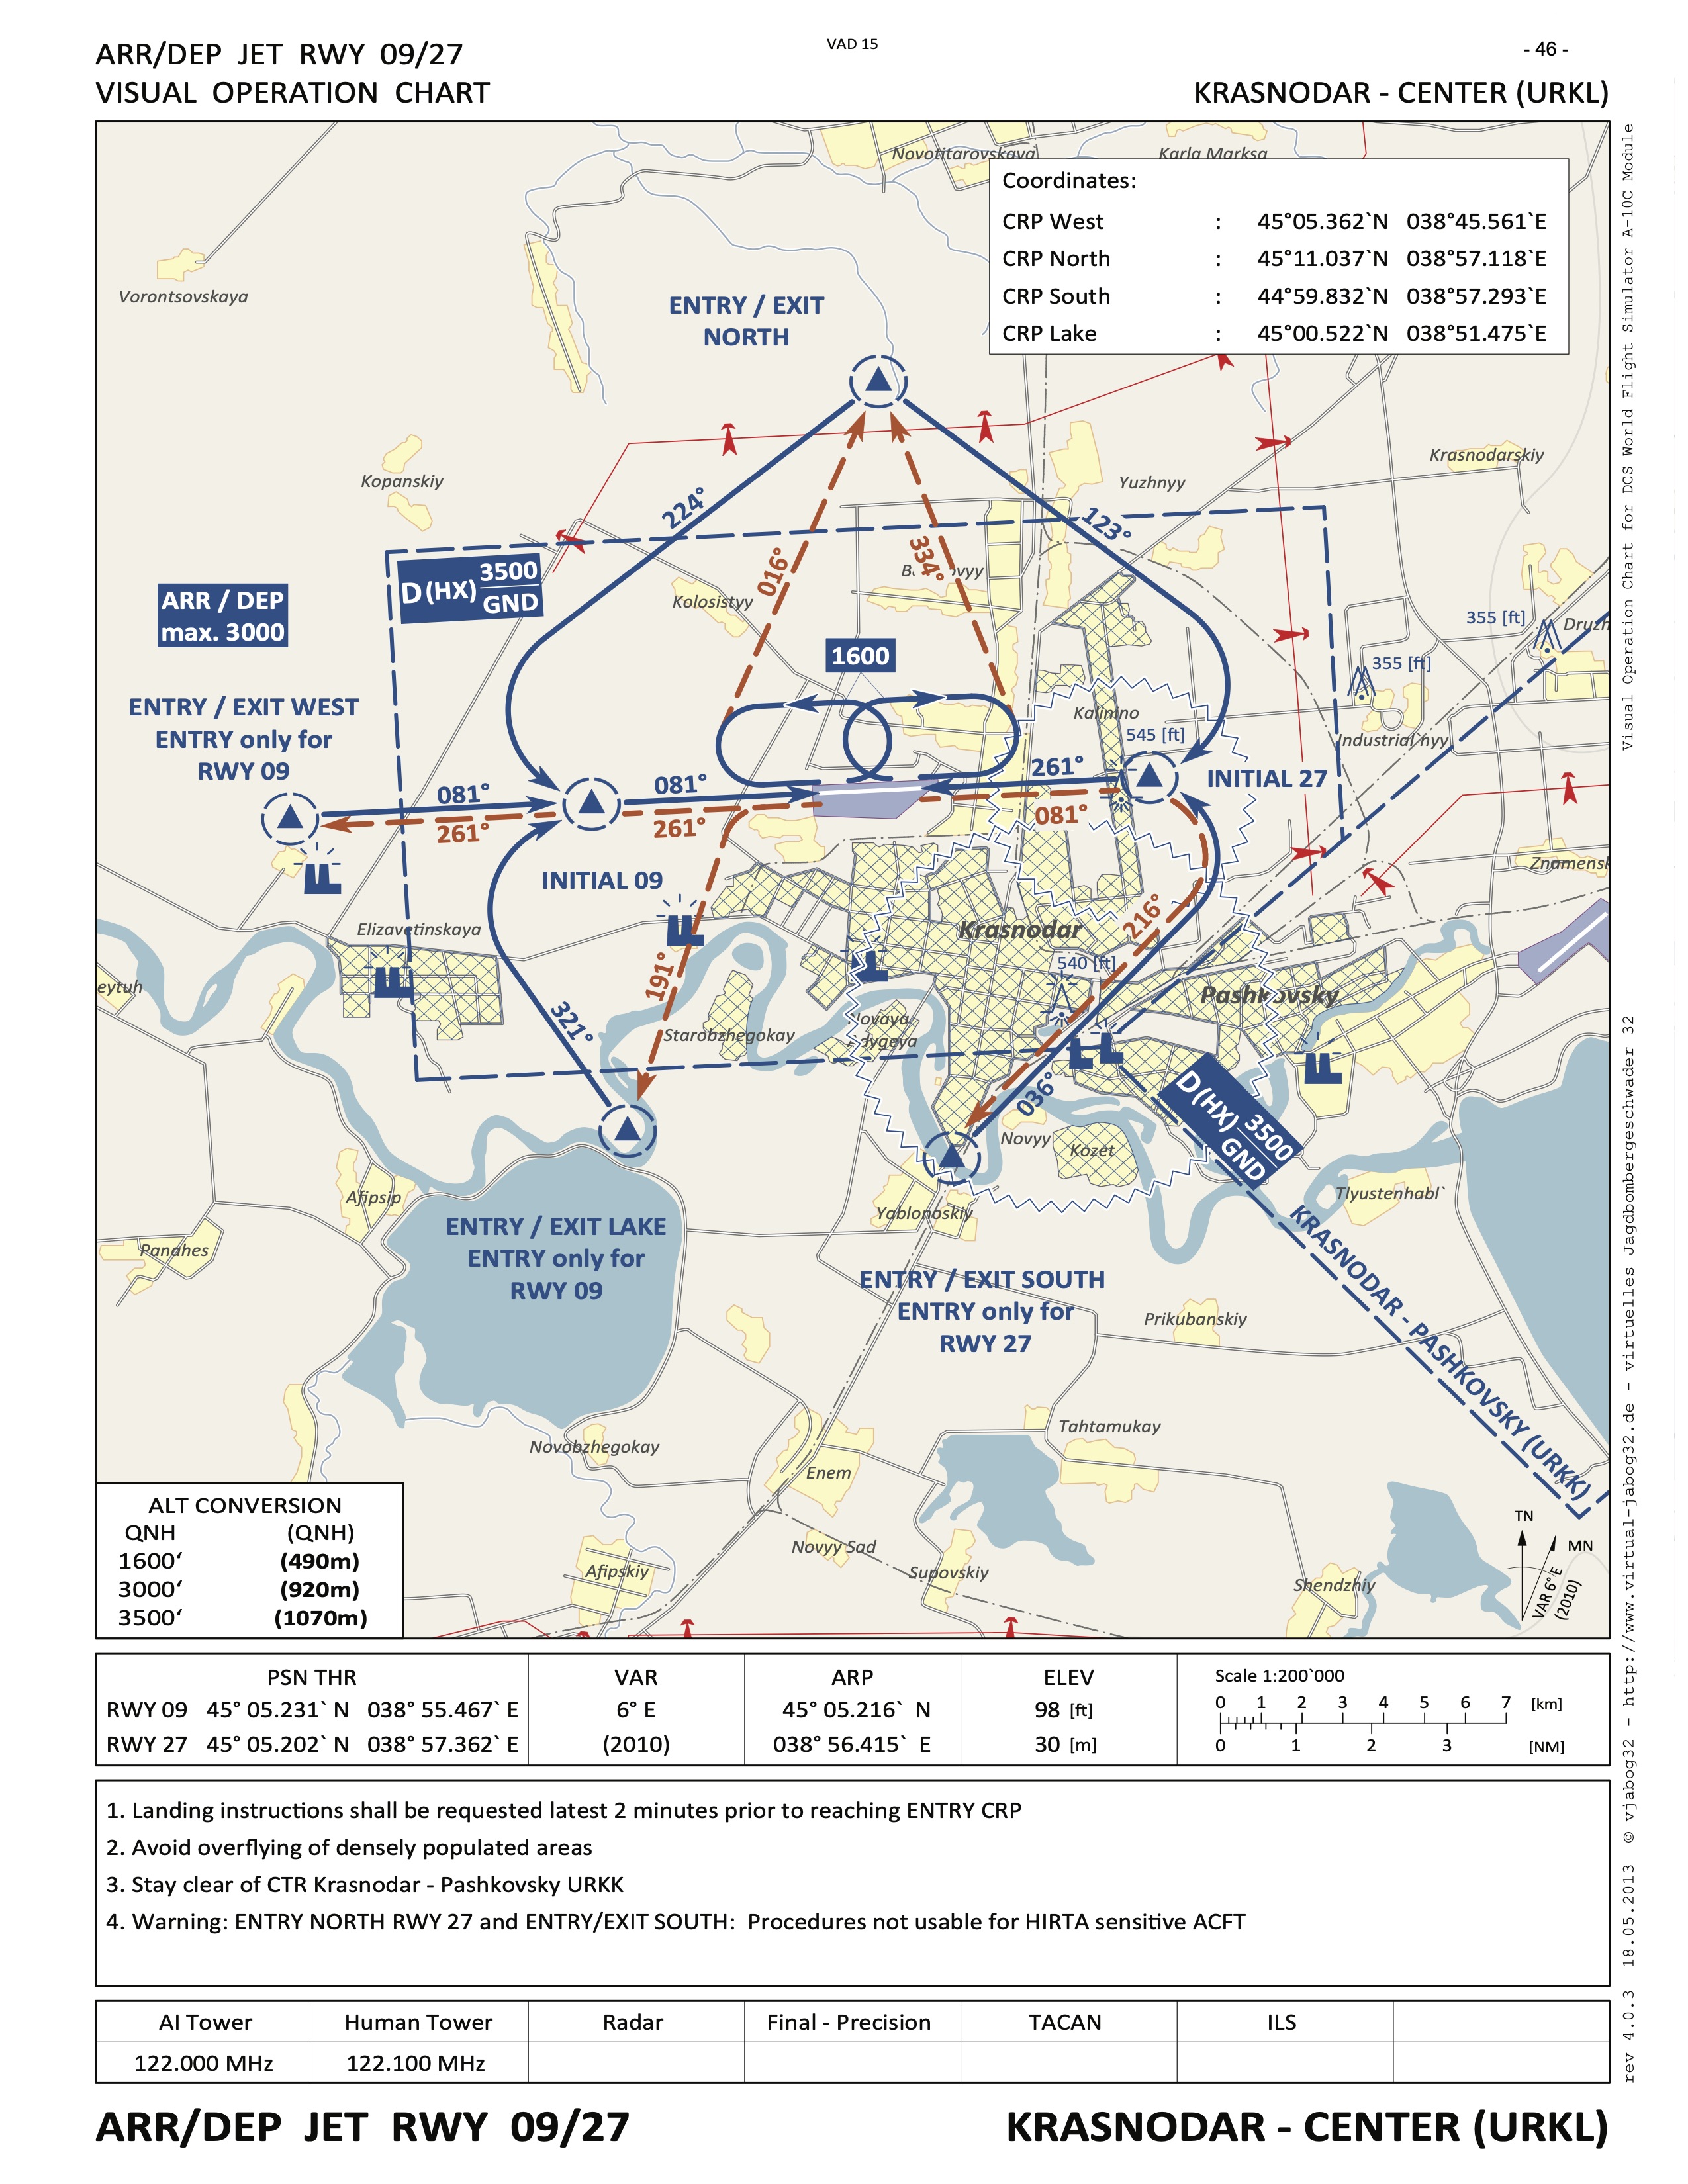 ARR/DEP JET RWY 09/27
VAD 15
- 46 -
VISUAL OPERATION CHART
KRASNODAR - CENTER (URKL)
Novotitarovskaya
Karla Marksa
Coordinates:
CRP West : 45°05.362`N 038°45.561`E
CRP North : 45°11.037`N 038°57.118`E
CRP South : 44°59.832`N 038°57.293`E
CRP Lake : 45°00.522`N 038°51.475`E
Vorontsovskaya
ENTRY / EXIT
NORTH
Kopanskiy
Krasnodarskiy
Yuzhnyy
224°
123°
016°
334°
D(HX) 3500
GND
Kolosistyy
ARR / DEP
max. 3000
355 [ft]
1600
355 [ft]
ENTRY / EXIT WEST
ENTRY only for
RWY 09
Kalinino
545 [ft]
Industrial'nyy
081°
081°
261°
INITIAL 27
261°
261°
081°
INITIAL 09
Elizavetinskaya
Krasnodar
216°
540 [ft]
Pashkovsky
191°
321°
Starobzhegokay
036°
D(HX) 3500
GND
Novyy
Kozet
Afipsip
Tlyustenhabl`
Yablonoskiy
ENTRY / EXIT LAKE
ENTRY only for
RWY 09
Panahes
ENTRY / EXIT SOUTH
ENTRY only for
RWY 27
Prikubanskiy
KRASNODAR - PASHKOVSKY (URKK)
Novobzhegokay
Tahtamukay
Enem
Novyy Sad
Supovskiy
Afipskiy
Shendzhiy
TN
MN
VAR 6° E
(2010)
ALT CONVERSION
QNH (QNH)
1600‘ (490m)
3000‘ (920m)
3500‘ (1070m)
PSN THR
RWY 09 45° 05.231` N 038° 55.467` E
RWY 27 45° 05.202` N 038° 57.362` E
VAR
6° E
(2010)
ARP
45° 05.216` N
038° 56.415` E
ELEV
98 [ft]
30 [m]
Scale 1:200`000
0 1 2 3 4 5 6 7 [km]
0 1 2 3 [NM]
1. Landing instructions shall be requested latest 2 minutes prior to reaching ENTRY CRP
2. Avoid overflying of densely populated areas
3. Stay clear of CTR Krasnodar - Pashkovsky URKK
4. Warning: ENTRY NORTH RWY 27 and ENTRY/EXIT SOUTH: Procedures not usable for HIRTA sensitive ACFT
AI Tower Human Tower Radar Final - Precision TACAN ILS
122.000 MHz 122.100 MHz
ARR/DEP JET RWY 09/27
KRASNODAR - CENTER (URKL)
rev 4.0.3 18.05.2013 © vjabog32 - http://www.virtual-jabog32.de - virtuelles Jagdbombergeschwader 32
Visual Operation Chart for DCS World Flight Simulator A-10C Module